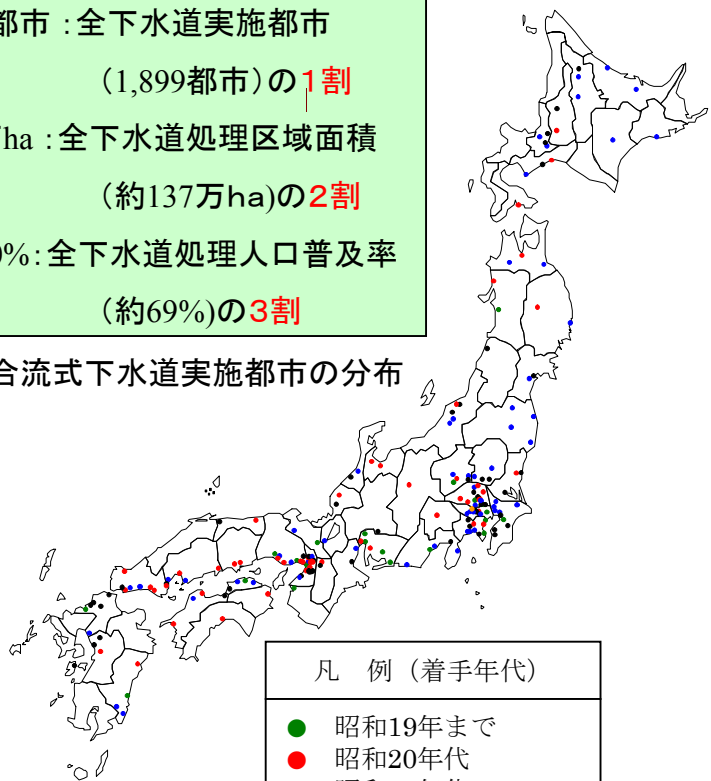 都市：全下水道実施都市
（1,899都市）の１割
ha：全下水道処理区域面積
（約137万ha)の２割
%：全下水道処理人口普及率
（約69%)の３割
合流式下水道実施都市の分布
凡　例（着手年代）
昭和19年まで
昭和20年代